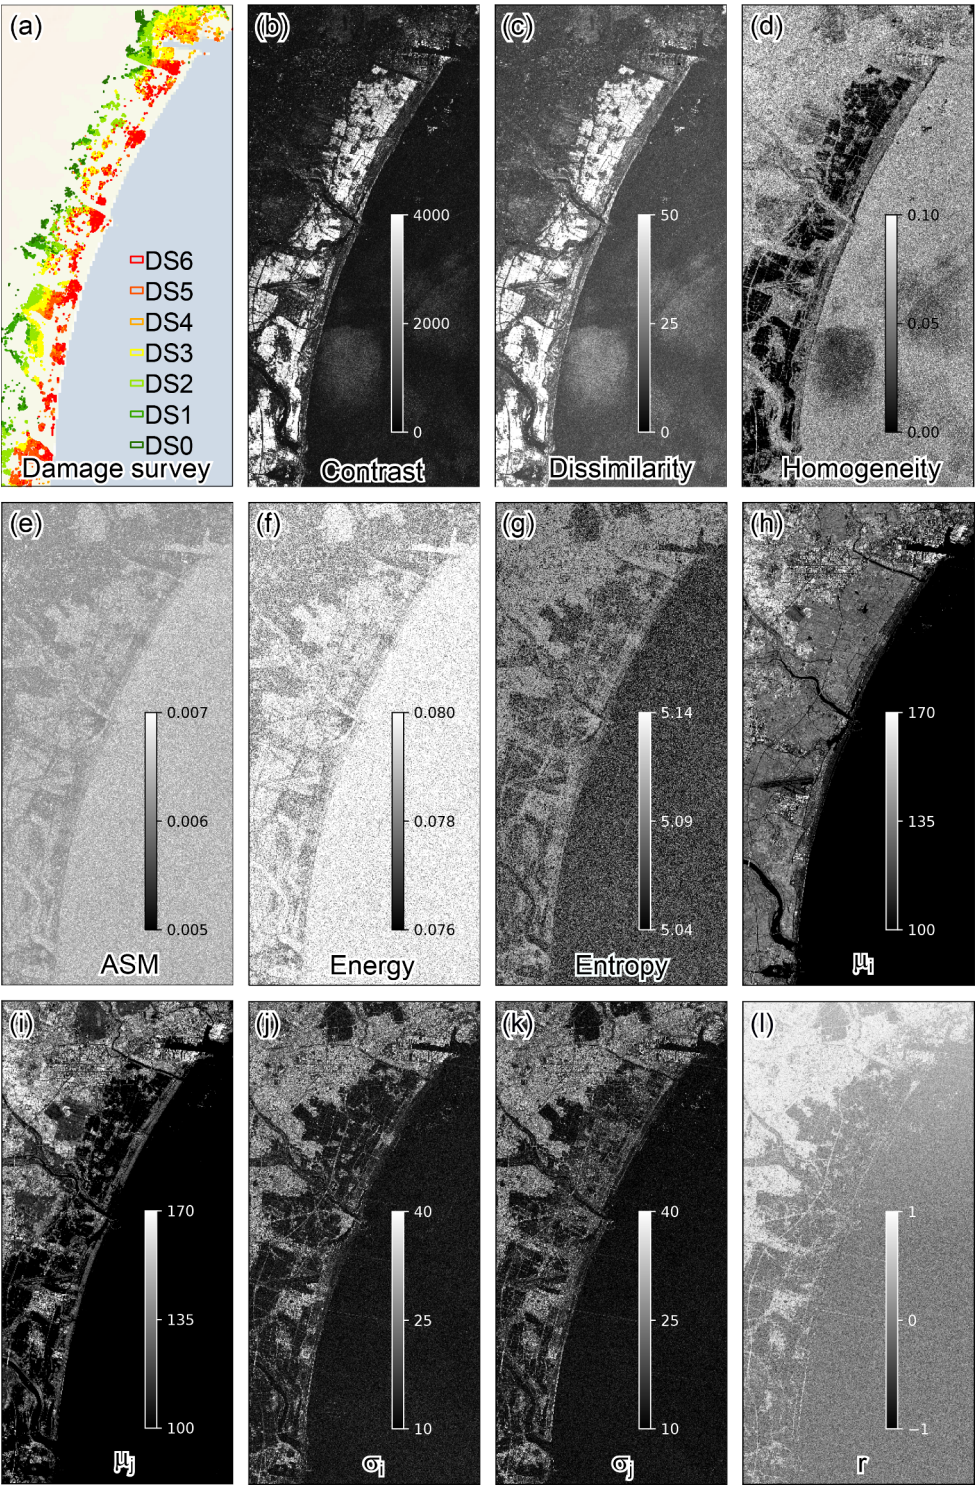 (a)
DS6
DS5
DS4
DS3
DS2
DS1
DS0
Damage survey
(b)
4000
2000
0
Contrast
(c)
50
25
0
Dissimilarity
(d)
0.10
0.05
0.00
Homogeneity
(e)
0.007
0.006
0.005
ASM
(f)
0.080
0.078
0.076
Energy
(g)
5.14
5.09
5.04
Entropy
(h)
170
135
100
μi
(i)
170
135
100
μj
(j)
40
25
10
σi
(k)
40
25
10
σj
(l)
1
0
−1
r